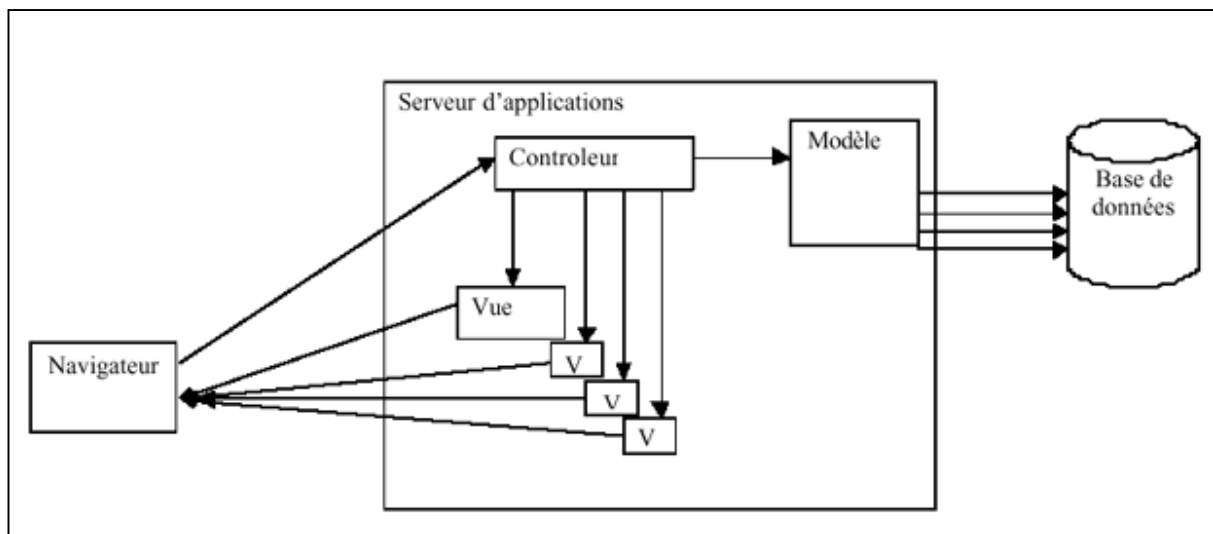 Serveur d'applications
Controleur
Modèle
Base de
données
Vue
V
V
V
Navigateur